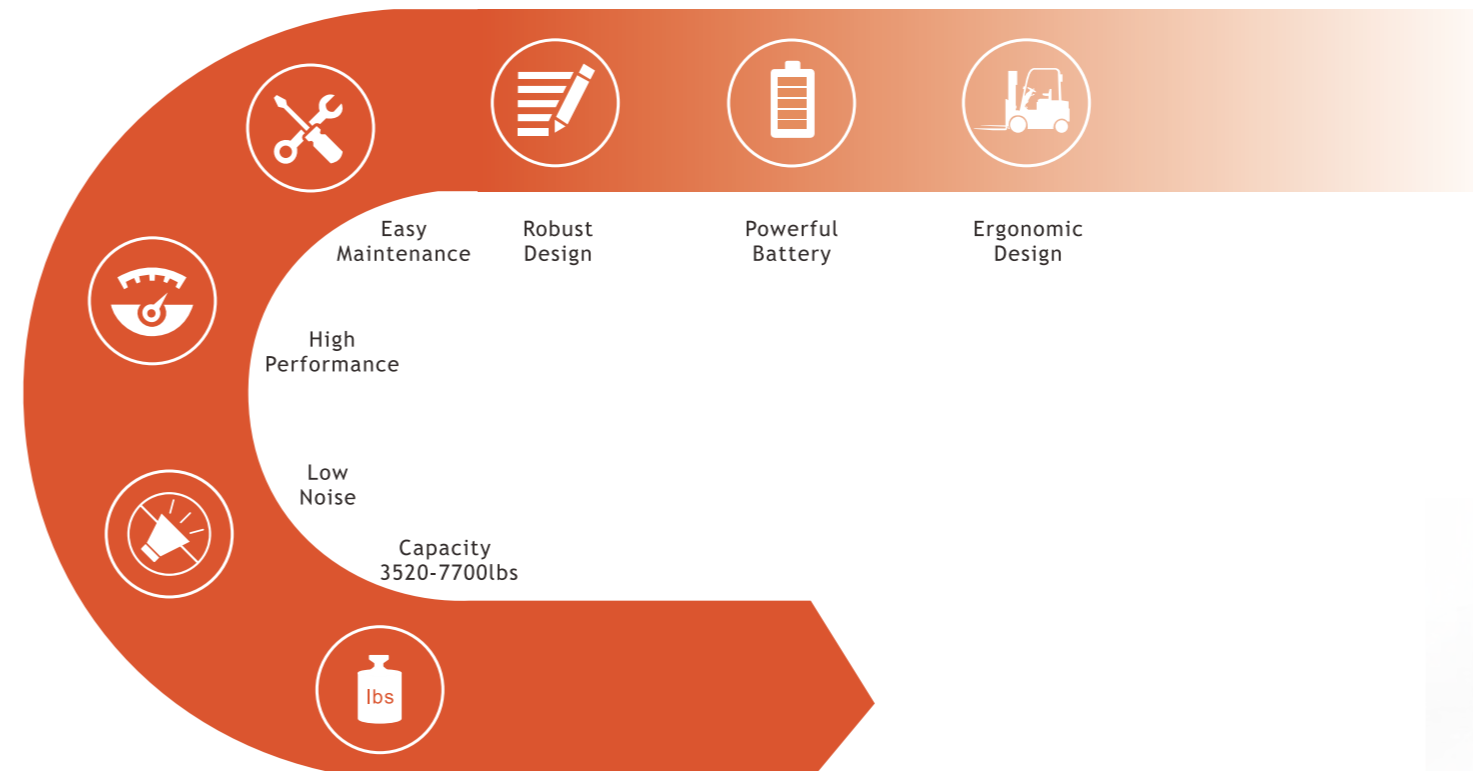 Easy
Maintenance
Robust
Design
Powerful
Battery
Ergonomic
Design
High
Performance
Low
Noise
Capacity
3520-7700lbs
lbs